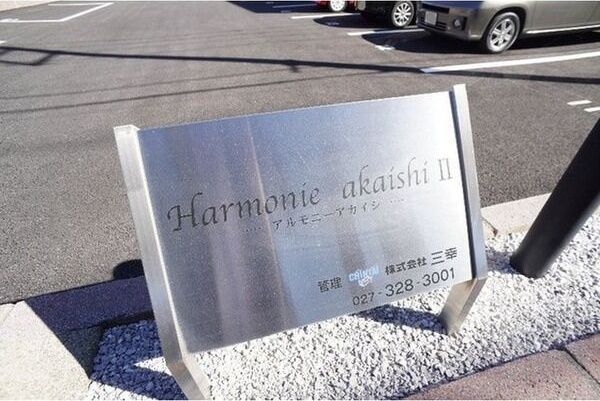 Harmonie akaishi II
····· アルモニーアカイシ ·····
管理 CHINTAI 株式会社 三幸
027-328-3001